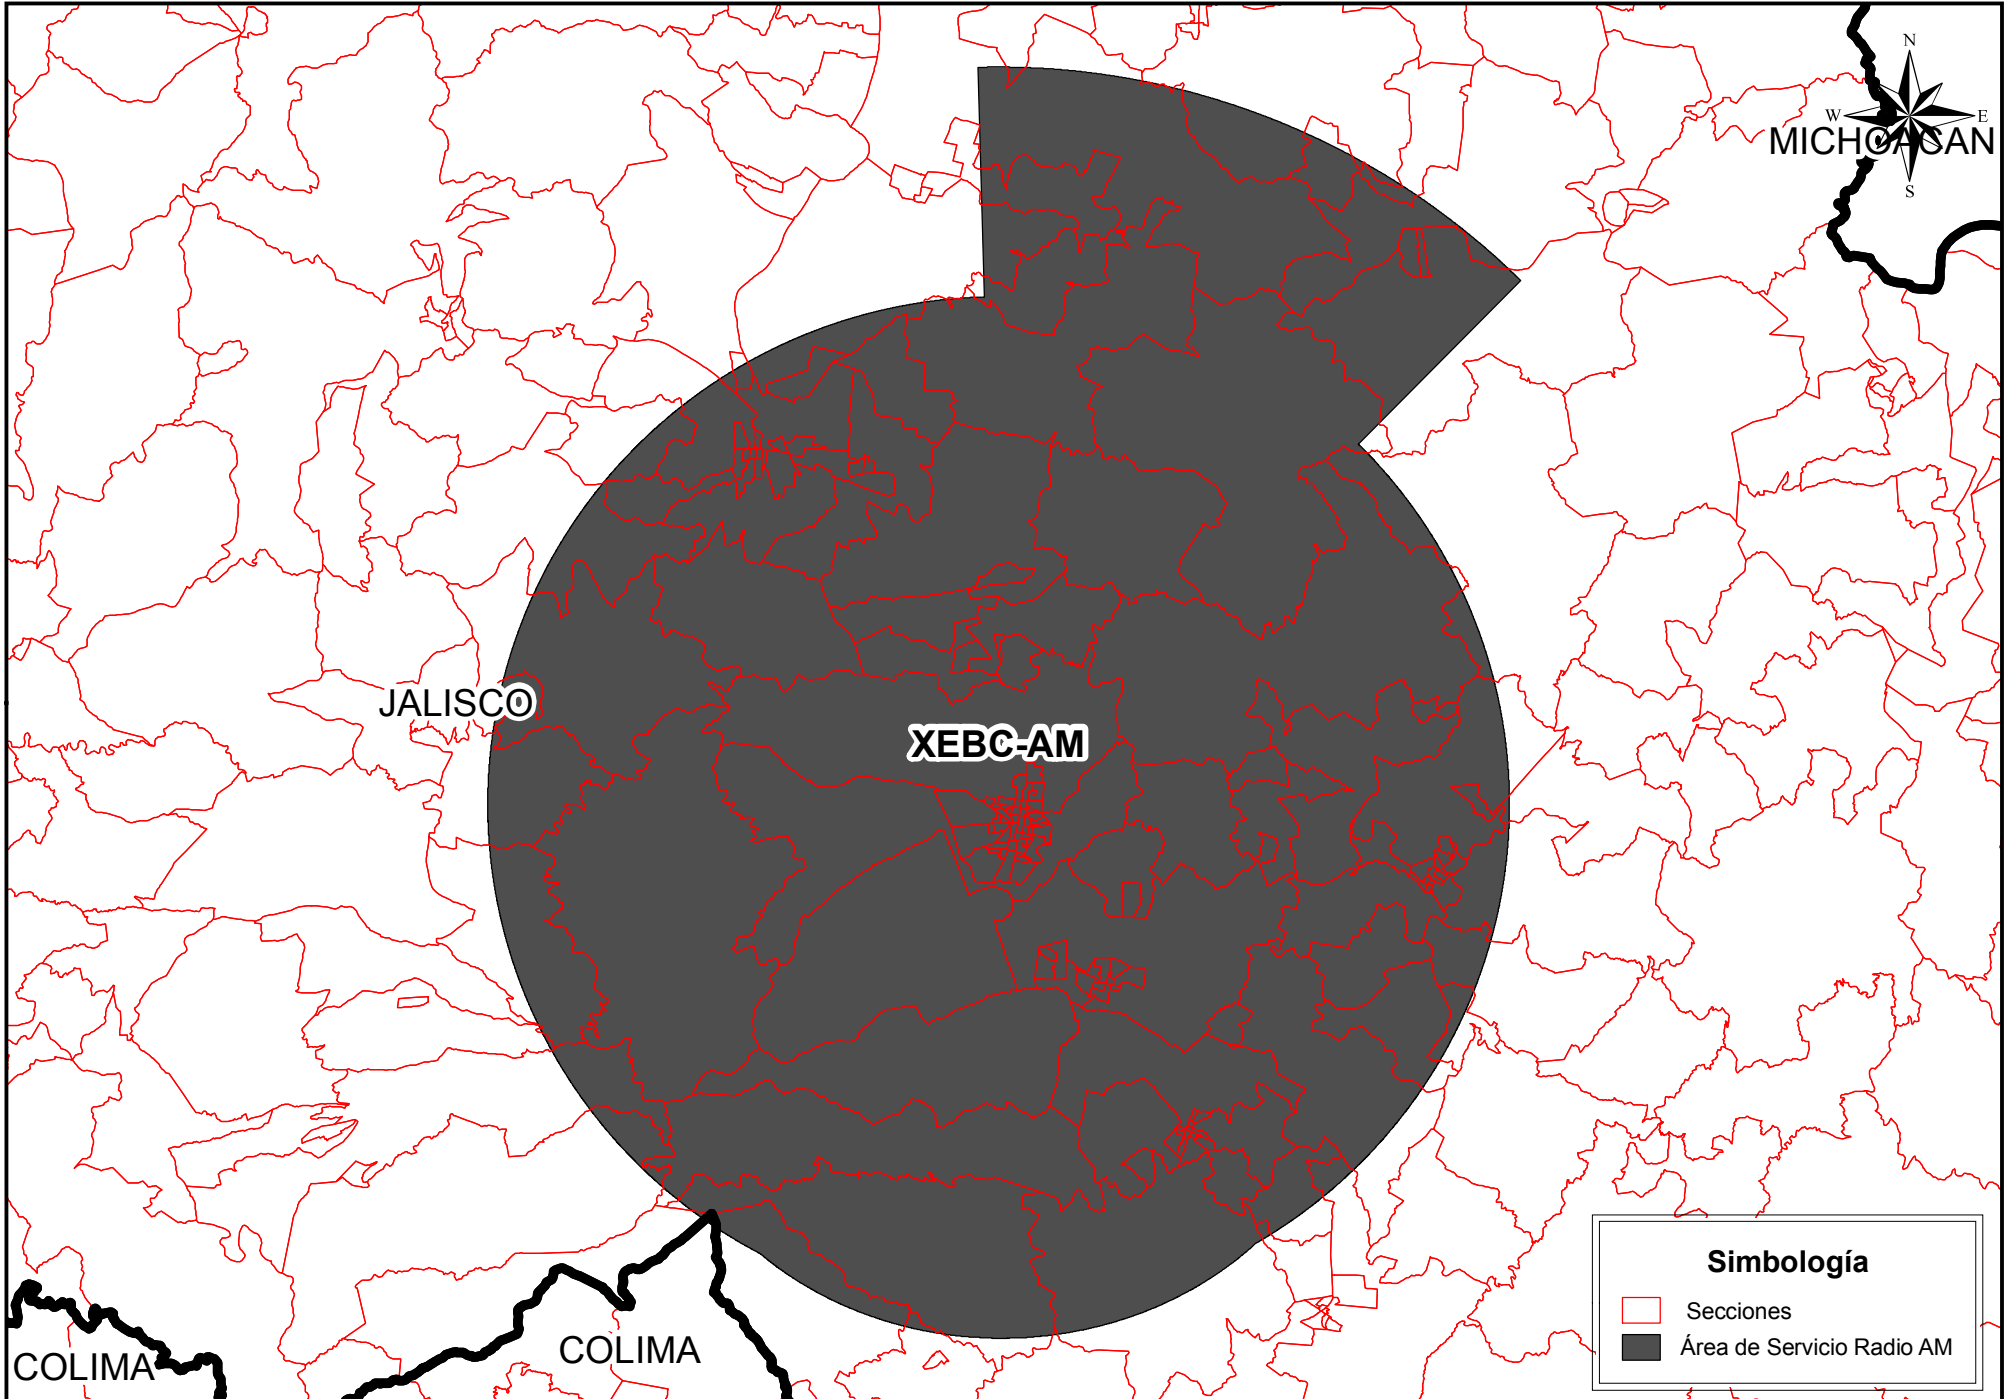 N
W E
MICHOACAN
S
JALISCO
XEBC-AM
Simbología
Secciones
Área de Servicio Radio AM
COLIMA
COLIMA